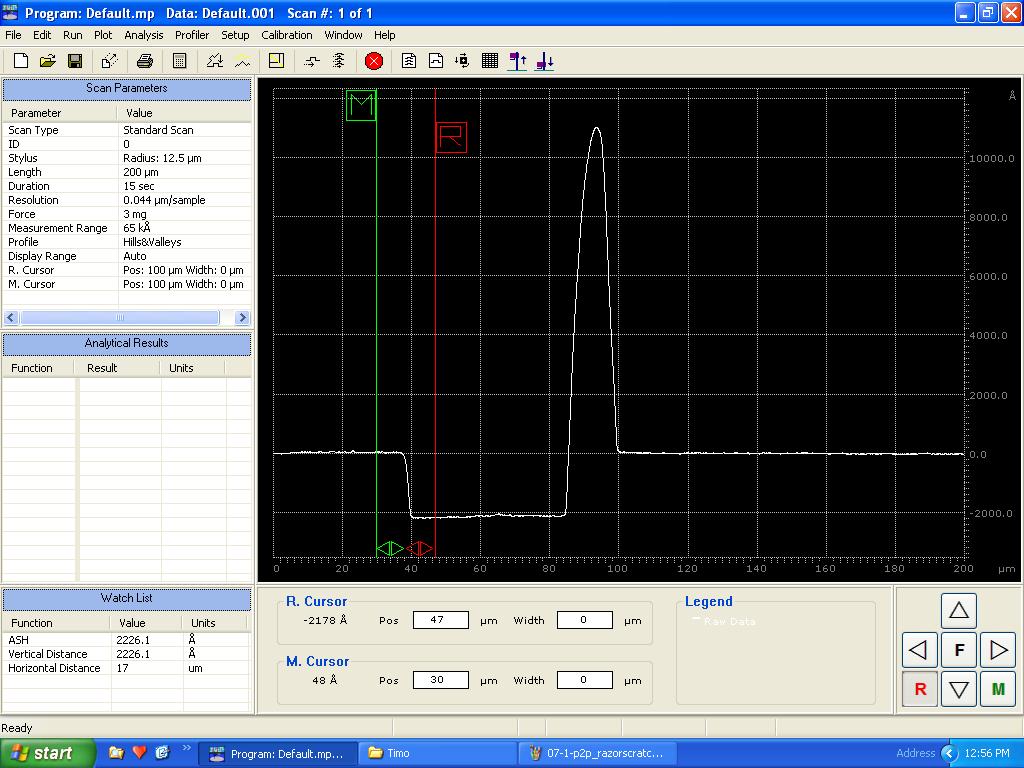 Program: Default.mp   Data: Default.001   Scan #: 1 of 1
File Edit Run Plot Analysis Profiler Setup Calibration Window Help
Scan Parameters
Parameter Value
Scan Type Standard Scan
ID 0
Stylus Radius: 12.5 µm
Length 200 µm
Duration 15 sec
Resolution 0.044 µm/sample
Force 3 mg
Measurement Range 65 kÅ
Profile Hills&Valleys
Display Range Auto
R. Cursor Pos: 100 µm Width: 0 µm
M. Cursor Pos: 100 µm Width: 0 µm
Analytical Results
Function Result Units
Watch List
Function Value Units
ASH 2226.1 Å
Vertical Distance 2226.1 Å
Horizontal Distance 17 um
M
R
Å
10000.0
8000.0
6000.0
4000.0
2000.0
0.0
-2000.0
0 20 40 60 80 100 120 140 160 180 200 µm
R. Cursor
-2178 Å Pos 47 µm Width 0 µm
M. Cursor
48 Å Pos 30 µm Width 0 µm
Legend
Raw Data
F
R
M
Ready
start
Program: Default.mp...
Timo
07-1-p2p_razorscratc...
Address
12:56 PM